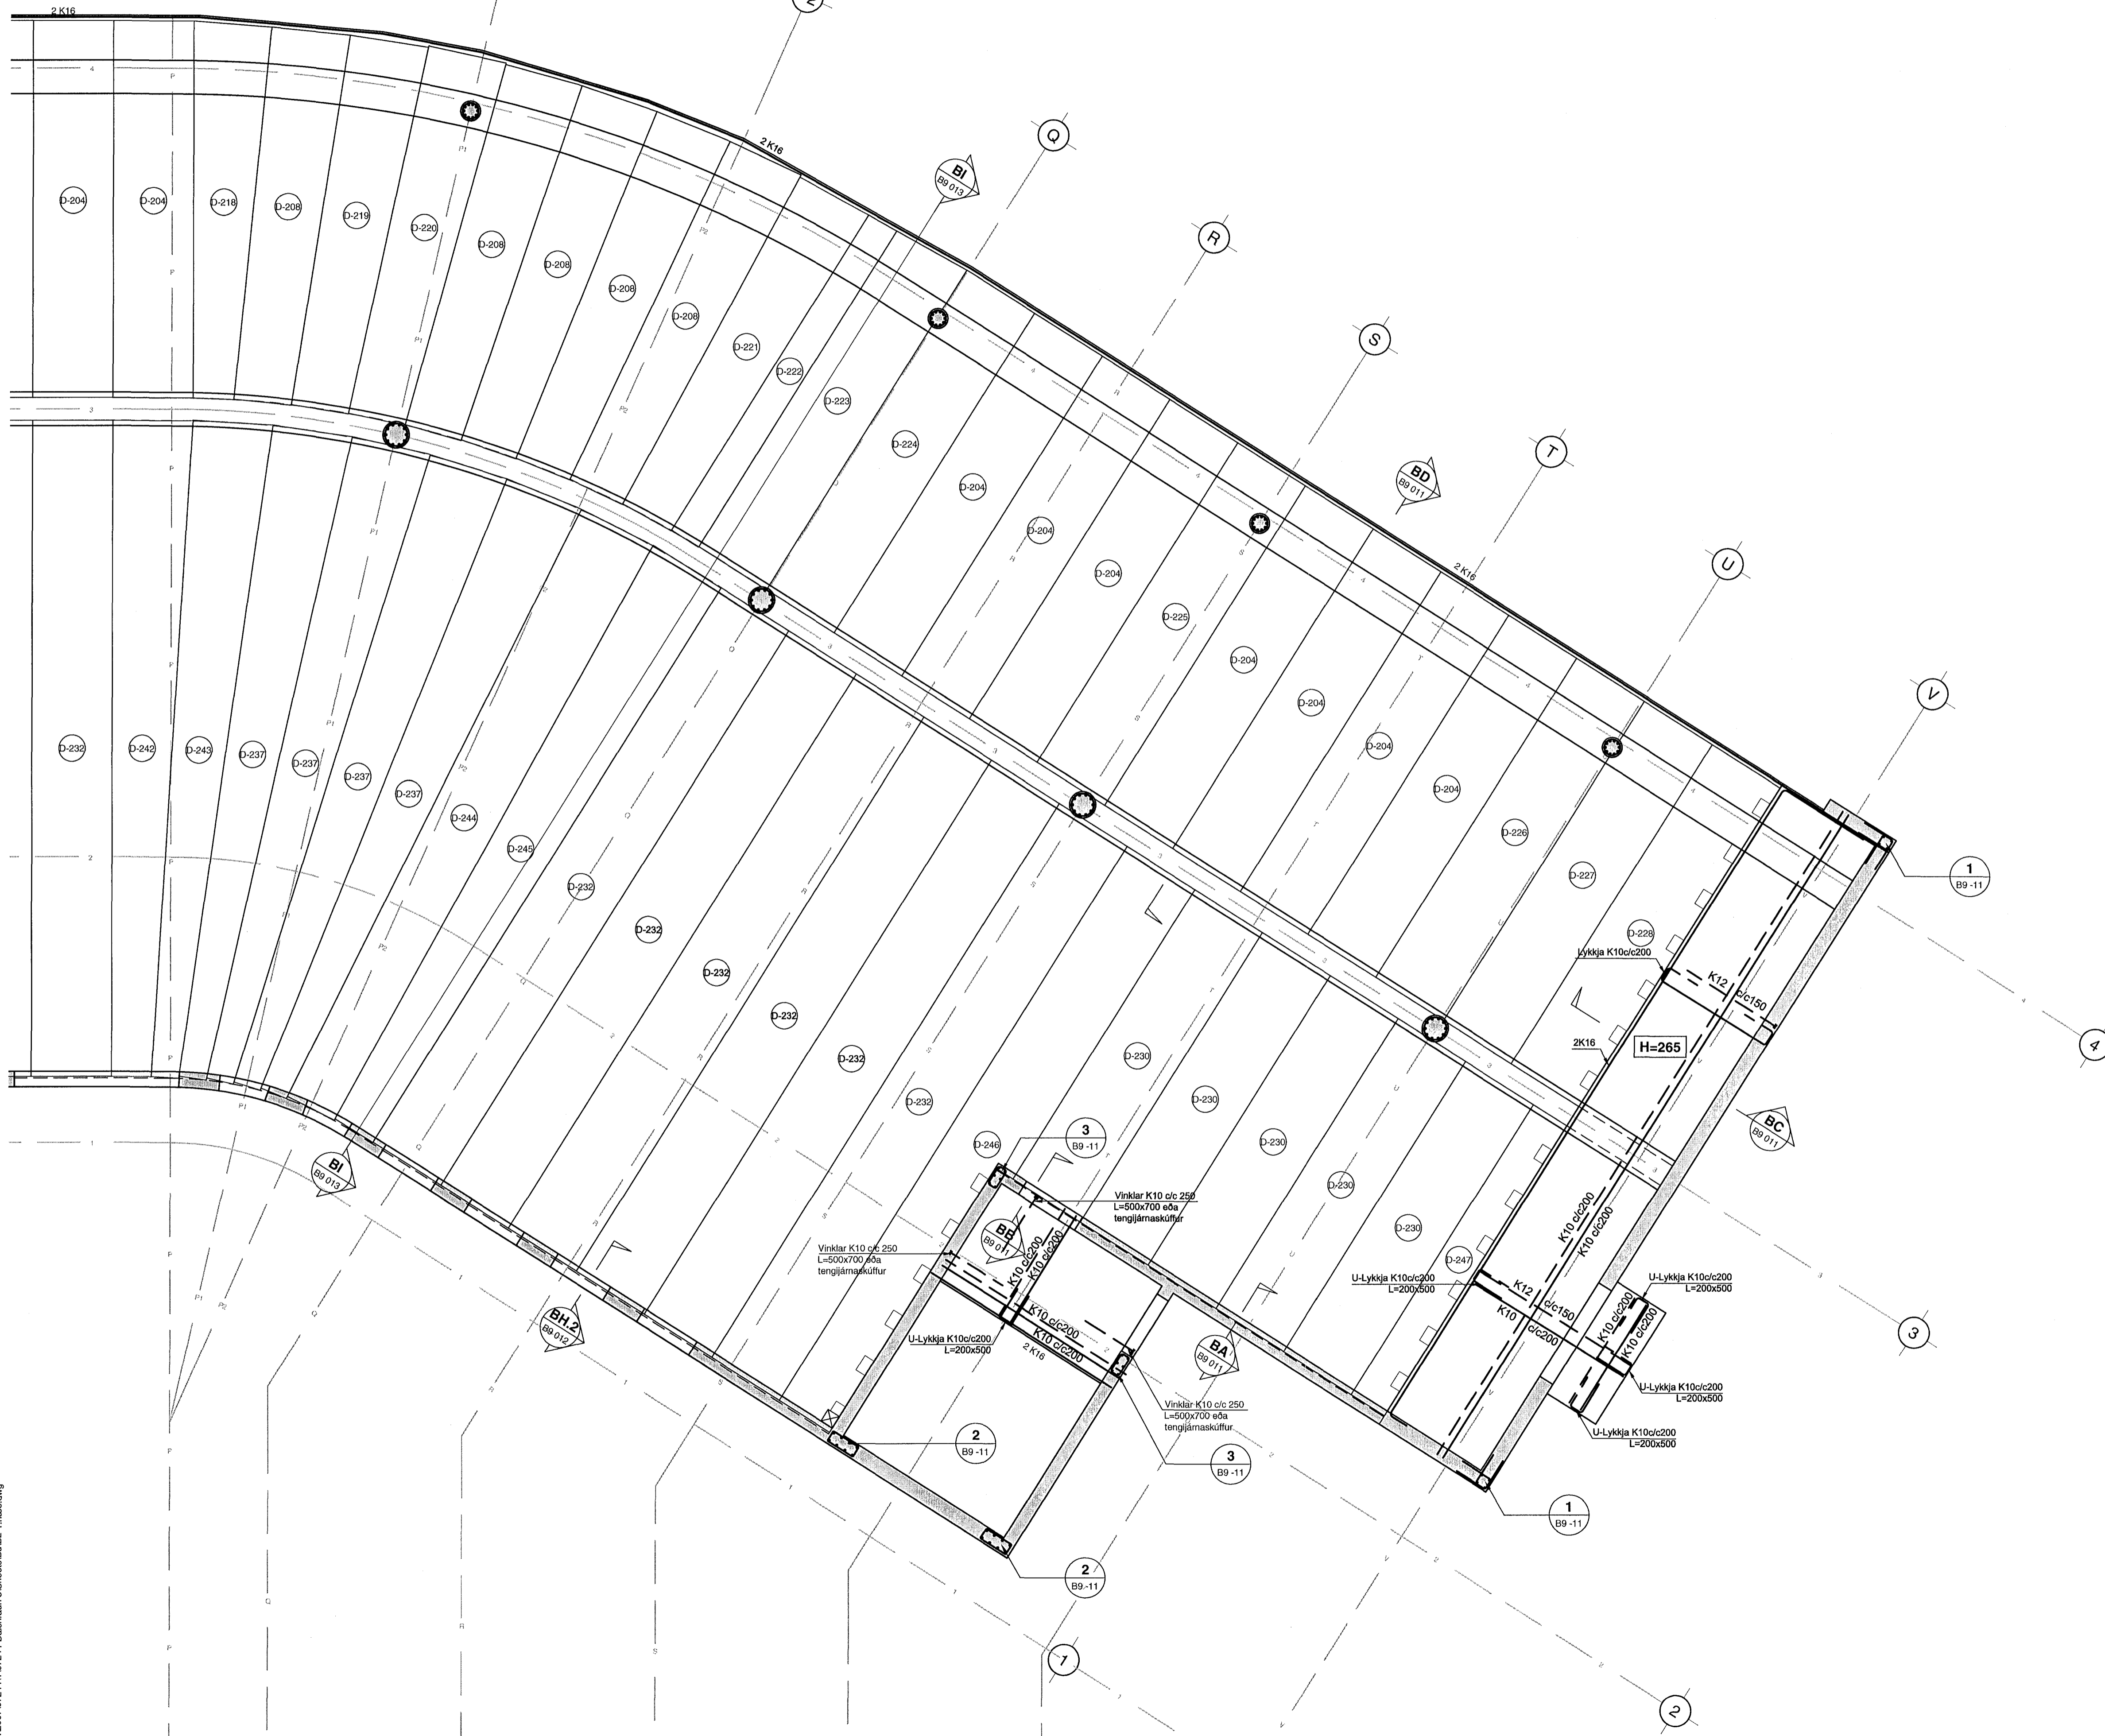 2 K16
2
Q
BI
B9 013
R
2 K16
S
D-204
D-204
D-218
D-208
D-219
D-220
D-208
D-208
D-208
D-208
D-221
D-222
D-223
D-224
D-204
D-204
D-204
D-225
D-204
D-204
D-204
D-204
D-226
D-227
D-228
T
BD
B9 011
2 K16
U
V
1
B9 -11
4
Lykkja K10c/c200
K12 c/c150
2K16
H=265
BC
B9 011
D-232
D-242
D-243
D-237
D-237
D-237
D-237
D-244
D-245
D-232
D-232
D-232
D-232
D-232
D-232
D-246
D-230
D-230
D-230
D-230
D-230
D-247
3
B9 -11
BI
B9 013
Vinklar K10 c/c 250
L=500x700 eða
tengijárnaskúffur
BB
B9 011
Vinklar K10 c/c 250
L=500x700 eða
tengijárnaskúffur
K10 c/c200
K10 c/c200
K10 c/c200
K10 c/c200
2 K16
U-Lykkja K10c/c200
L=200x500
BH.2
B9 012
BA
B9 011
Vinklar K10 c/c 250
L=500x700 eða
tengijárnaskúffur
K10 c/c200
K10 c/c200
U-Lykkja K10c/c200
L=200x500
K12 c/c150
K10 c/c200
U-Lykkja K10c/c200
L=200x500
K10 c/c200
K10 c/c200
U-Lykkja K10c/c200
L=200x500
U-Lykkja K10c/c200
L=200x500
3
2
B9 -11
3
B9 -11
1
B9 -11
2
B9 -11
1
2